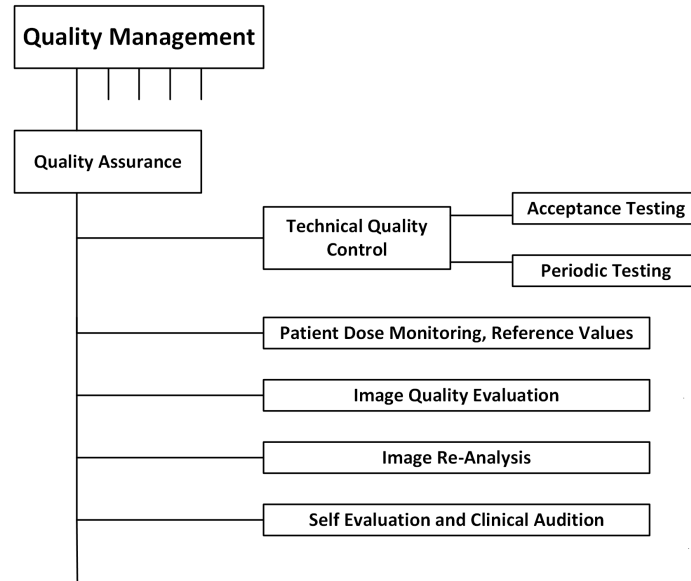 Quality Management
Quality Assurance
Technical Quality
Control
Acceptance Testing
Periodic Testing
Patient Dose Monitoring, Reference Values
Image Quality Evaluation
Image Re-Analysis
Self Evaluation and Clinical Audition